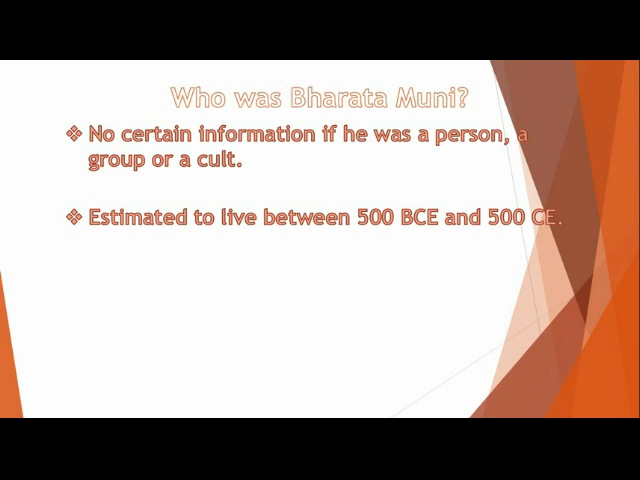 Who was Bharata Muni?
❖ No certain information if he was a person, a
group or a cult.
❖ Estimated to live between 500 BCE and 500 CE.